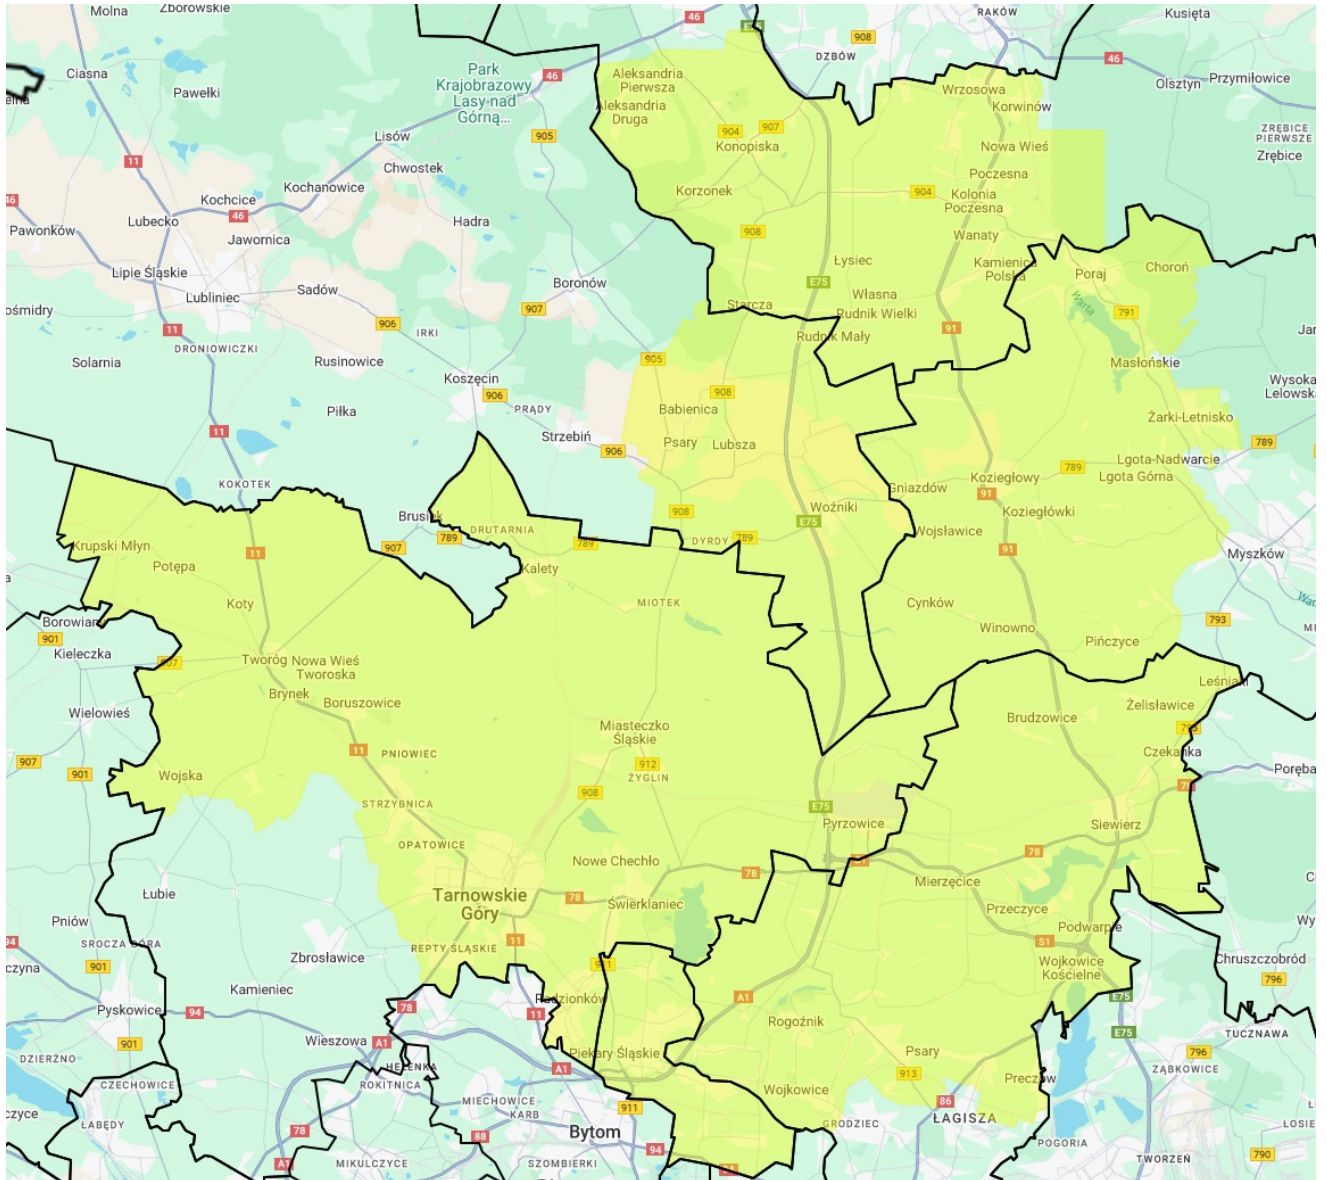 Molna
Zborowskie
46
E75
RAKÓW
Kusięta
908
DZBÓW
46
Olsztyn
Przymiłowice
Ciasna
Pawełki
Park
Krajobrazowy
Lasy nad
Górną...
46
Aleksandria
Pierwsza
Aleksandria
Druga
Wrzosowa
Korwinów
ZRĘBICE
PIERWSZE
Zrębice
Lisów
905
904
907
Konopiska
Nowa Wieś
11
Chwostek
Kochanowice
Kochcice
46
Korzonek
Poczesna
904
Kolonia
Poczesna
46
Pawonków
Lubecko
Jawornica
Hadra
908
Wanaty
Lipie Śląskie
Lubliniec
Sadów
Boronów
Łysiec
Kamienica
Polska
Poraj
Choroń
E75
Własna
Warta
791
907
Starcza
Rudnik Wielki
Rudnik Mały
91
906
IRKI
11
DRONIOWICZKI
Solarnia
Rusinowice
905
Masłońskie
Koszęcin
906
908
Wysoka
Lelowska
Piłka
PRĄDY
Babienica
Żarki-Letnisko
11
Strzebiń
906
Psary
Lubsza
789
KOKOTEK
Lgota-Nadwarcie
789
Lgota Górna
Gniazdów
Koziegłowy
91
Koziegłówki
Brusiek
DRUTARNIA
908
Woźniki
E75
Wojsławice
907
789
789
DYRDY
789
91
Myszków
Krupski Młyn
11
Potępa
Kalety
Koty
MIOTEK
Cynków
Winowno
793
Pińczyce
Borowiany
901
Kieleczka
907
Tworóg
Nowa Wieś
Tworoska
Brynek
Boruszowice
Leśniaki
Wielowieś
Miasteczko
Śląskie
Brudzowice
Żelisławice
793
Czekanka
907
901
11
PNIOWIEC
912
ŻYGLIN
Wojska
Poręba
908
STRZYBNICA
E75
Pyrzowice
Siewierz
OPATOWICE
78
Nowe Chechło
78
Mierzęcice
Łubie
Tarnowskie
Góry
78
Świerklaniec
Przeczyce
Pniów
Podwarpie
94
SROCZA GÓRA
11
REPTY ŚLĄSKIE
S1
Wojkowice
Kościelne
901
Zbrosławice
911
Chruszczobród
796
Kamieniec
Radzionków
A1
E75
Pyskowice
94
78
11
Rogoźnik
E75
TUCZNAWA
901
Wieszowa
A1
Piekary Śląskie
Psary
796
ZĄBKOWICE
DZIERŻNO
HELENKA
A1
913
Preczów
CZECHOWICE
ROKITNICA
Wojkowice
MIECHOWICE
KARB
911
86
ŁAGISZA
ŁABĘDY
78
88
Bytom
94
GRODZIEC
POGORIA
A1
MIKULCZYCE
SZOMBIERKI
TWORZEŃ
790